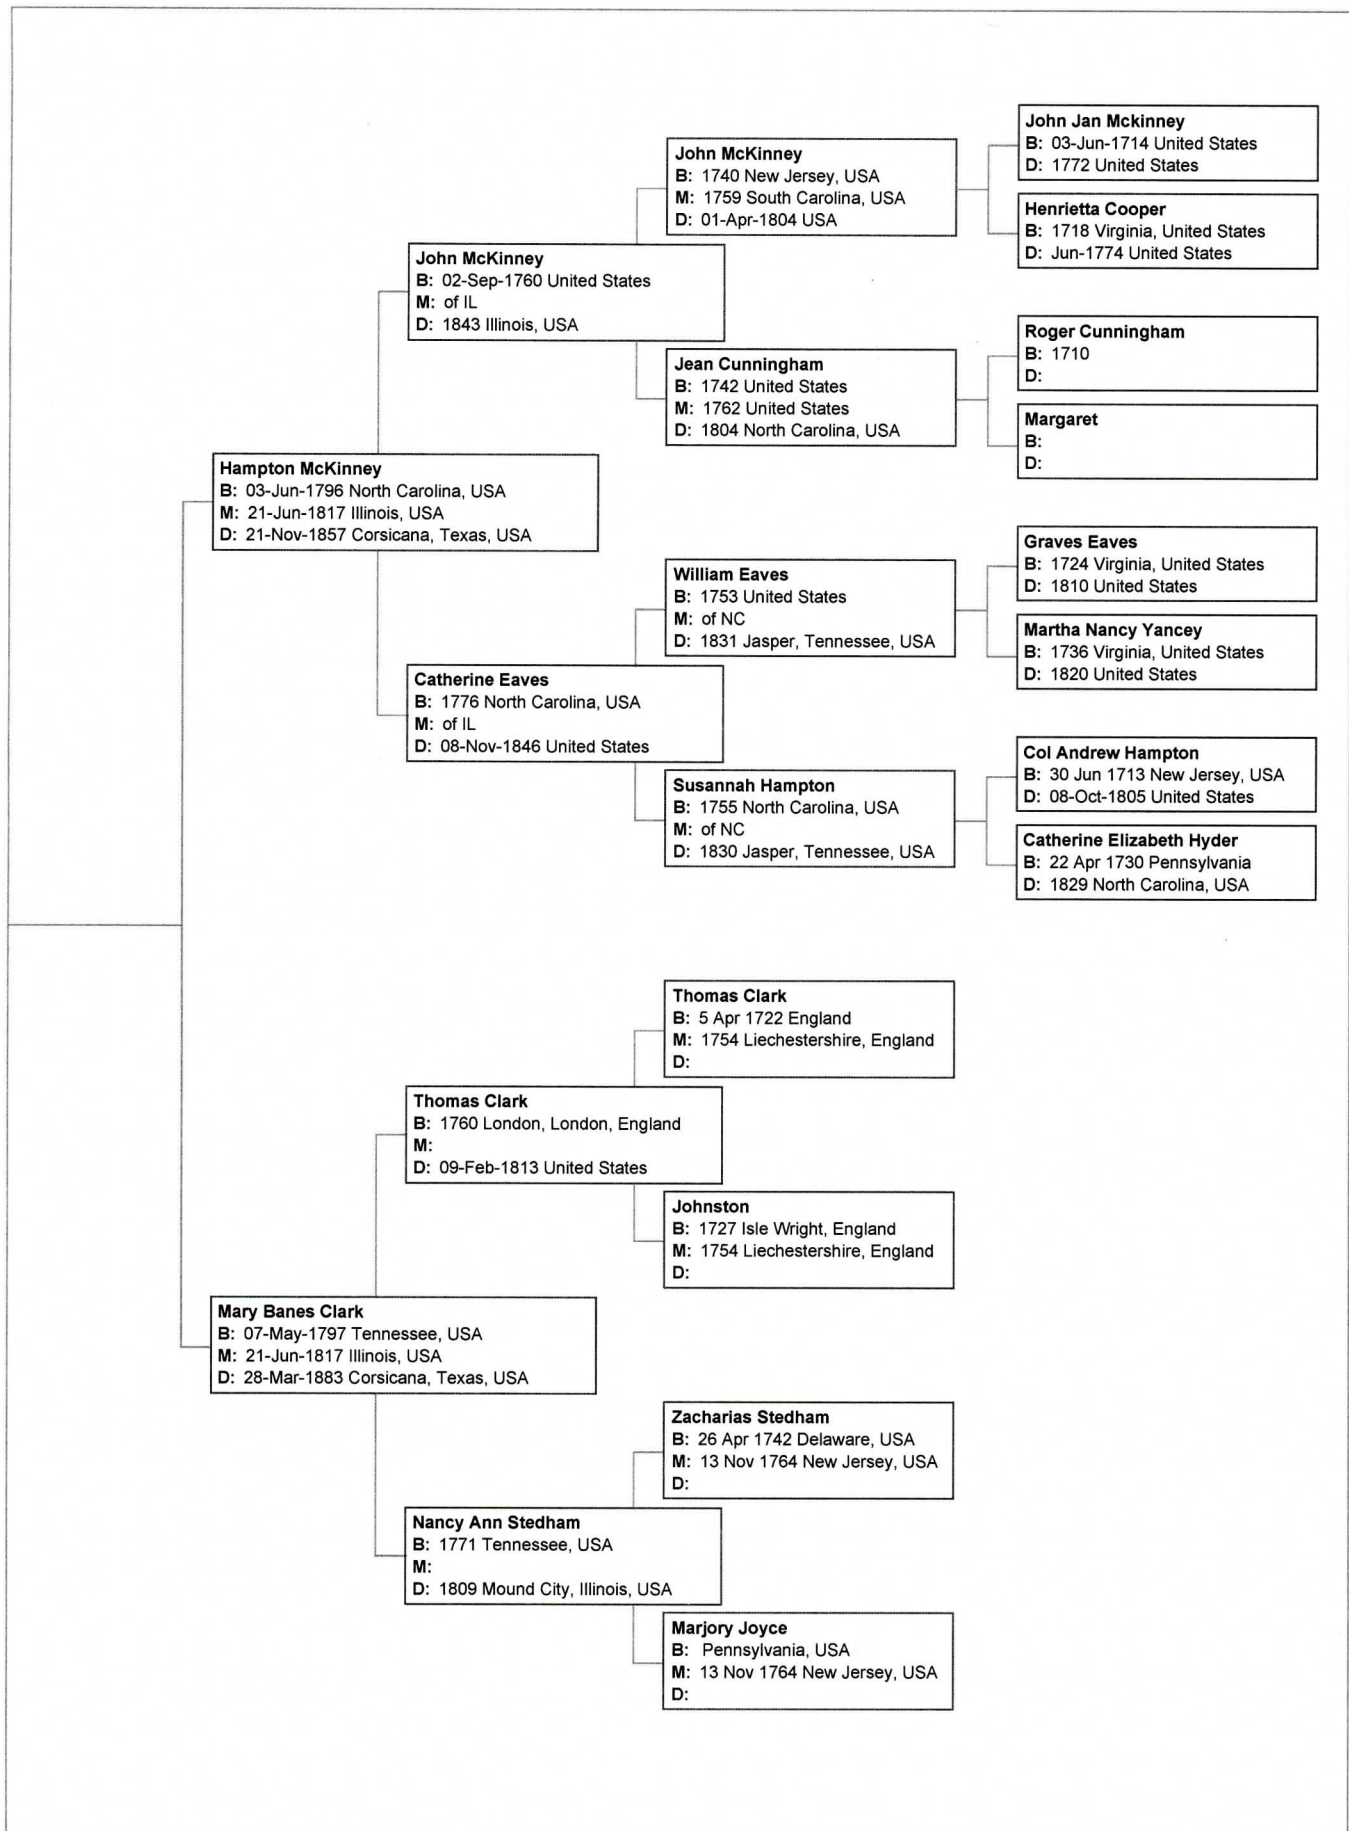 John Jan Mckinney
B: 03-Jun-1714 United States
D: 1772 United States
John McKinney
B: 1740 New Jersey, USA
M: 1759 South Carolina, USA
D: 01-Apr-1804 USA
Henrietta Cooper
B: 1718 Virginia, United States
D: Jun-1774 United States
John McKinney
B: 02-Sep-1760 United States
M: of IL
D: 1843 Illinois, USA
Roger Cunningham
B: 1710
D:
Jean Cunningham
B: 1742 United States
M: 1762 United States
D: 1804 North Carolina, USA
Margaret
B:
D:
Hampton McKinney
B: 03-Jun-1796 North Carolina, USA
M: 21-Jun-1817 Illinois, USA
D: 21-Nov-1857 Corsicana, Texas, USA
Graves Eaves
B: 1724 Virginia, United States
D: 1810 United States
William Eaves
B: 1753 United States
M: of NC
D: 1831 Jasper, Tennessee, USA
Martha Nancy Yancey
B: 1736 Virginia, United States
D: 1820 United States
Catherine Eaves
B: 1776 North Carolina, USA
M: of IL
D: 08-Nov-1846 United States
Col Andrew Hampton
B: 30 Jun 1713 New Jersey, USA
D: 08-Oct-1805 United States
Susannah Hampton
B: 1755 North Carolina, USA
M: of NC
D: 1830 Jasper, Tennessee, USA
Catherine Elizabeth Hyder
B: 22 Apr 1730 Pennsylvania
D: 1829 North Carolina, USA
Thomas Clark
B: 5 Apr 1722 England
M: 1754 Liechestershire, England
D:
Thomas Clark
B: 1760 London, London, England
M:
D: 09-Feb-1813 United States
Johnston
B: 1727 Isle Wright, England
M: 1754 Liechestershire, England
D:
Mary Banes Clark
B: 07-May-1797 Tennessee, USA
M: 21-Jun-1817 Illinois, USA
D: 28-Mar-1883 Corsicana, Texas, USA
Zacharias Stedham
B: 26 Apr 1742 Delaware, USA
M: 13 Nov 1764 New Jersey, USA
D:
Nancy Ann Stedham
B: 1771 Tennessee, USA
M:
D: 1809 Mound City, Illinois, USA
Marjory Joyce
B: Pennsylvania, USA
M: 13 Nov 1764 New Jersey, USA
D: